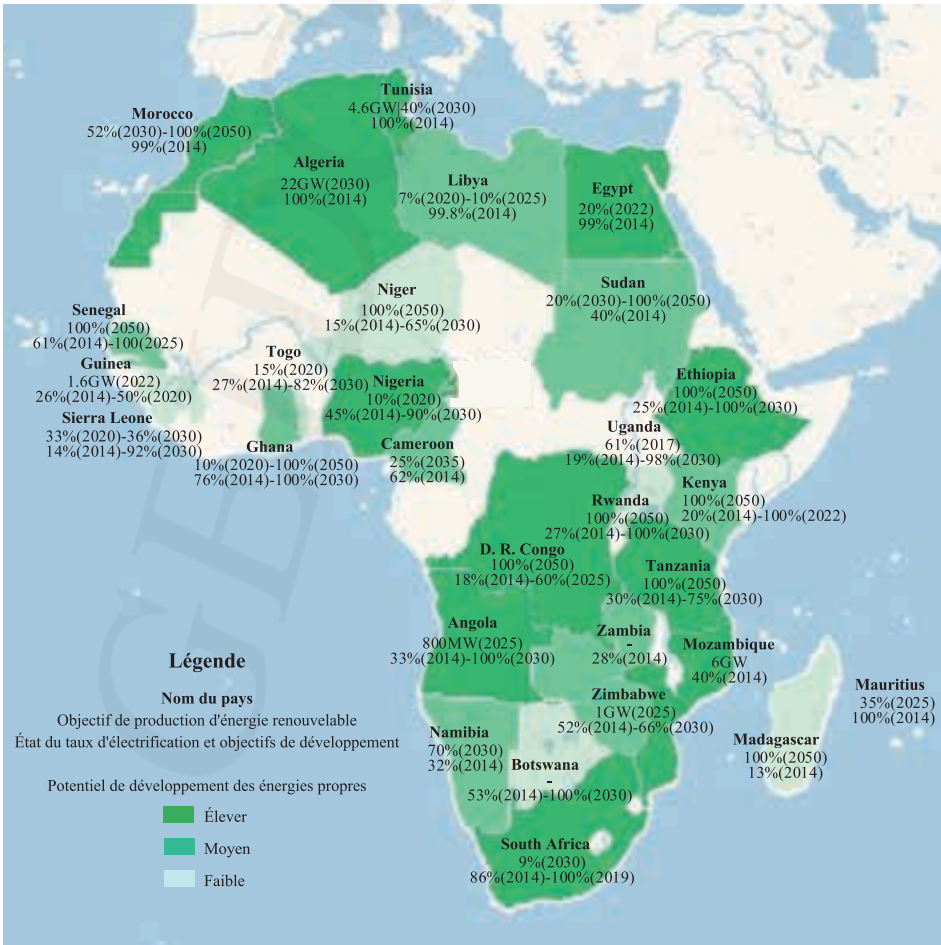 Tunisia
4.6GW|40%(2030)
100%(2014)
Morocco
52%(2030)-100%(2050)
99%(2014)
Algeria
22GW(2030)
100%(2014)
Libya
7%(2020)-10%(2025)
99.8%(2014)
Egypt
20%(2022)
99%(2014)
Niger
100%(2050)
15%(2014)-65%(2030)
Sudan
20%(2030)-100%(2050)
40%(2014)
Senegal
100%(2050)
61%(2014)-100(2025)
Guinea
1.6GW(2022)
26%(2014)-50%(2020)
Sierra Leone
33%(2020)-36%(2030)
14%(2014)-92%(2030)
Togo
15%(2020)
27%(2014)-82%(2030)
Nigeria
10%(2020)
45%(2014)-90%(2030)
Ghana
10%(2020)-100%(2050)
76%(2014)-100%(2030)
Cameroon
25%(2035)
62%(2014)
Ethiopia
100%(2050)
25%(2014)-100%(2030)
Uganda
61%(2017)
19%(2014)-98%(2030)
Kenya
100%(2050)
20%(2014)-100%(2022)
Rwanda
100%(2050)
27%(2014)-100%(2030)
D. R. Congo
100%(2050)
18%(2014)-60%(2025)
Tanzania
100%(2050)
30%(2014)-75%(2030)
Angola
800MW(2025)
33%(2014)-100%(2030)
Zambia
-
28%(2014)
Mozambique
6GW
40%(2014)
Zimbabwe
1GW(2025)
52%(2014)-66%(2030)
Mauritius
35%(2025)
100%(2014)
Madagascar
100%(2050)
13%(2014)
Namibia
70%(2030)
32%(2014)
Botswana
-
53%(2014)-100%(2030)
South Africa
9%(2030)
86%(2014)-100%(2019)
Légende
Nom du pays
Objectif de production d'énergie renouvelable
État du taux d'électrification et objectifs de développement
Potentiel de développement des énergies propres
Élever
Moyen
Faible